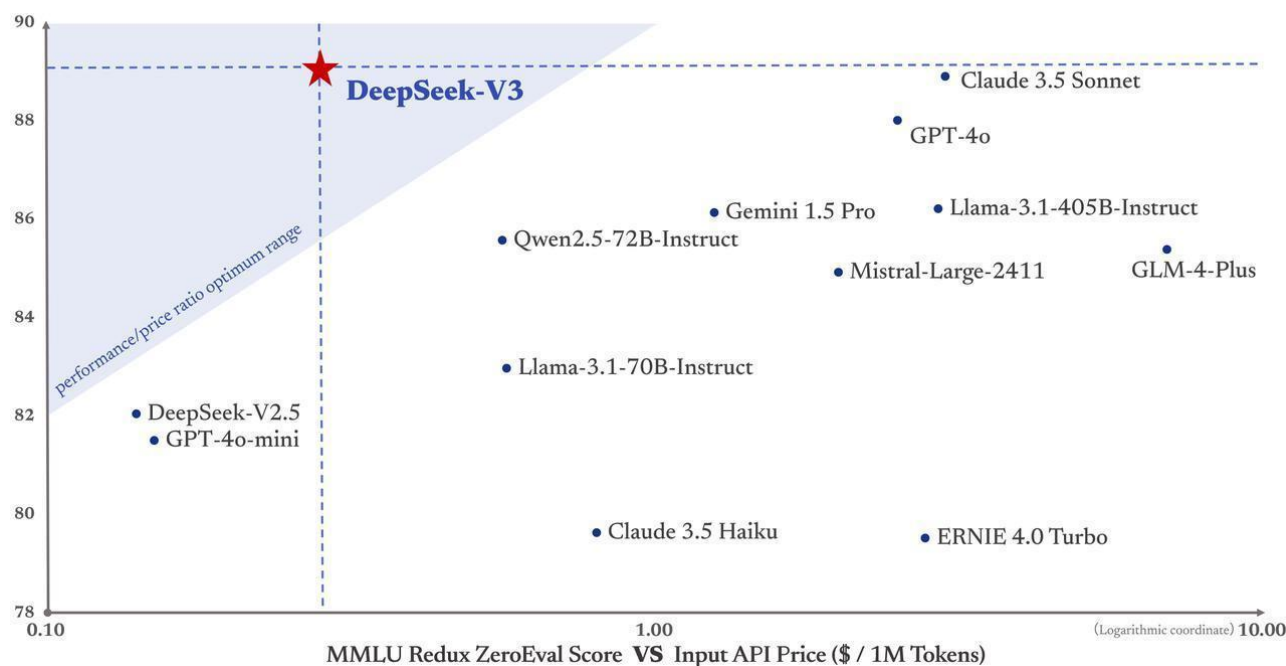 90
88
86
84
82
80
78
0.10
1.00
(Logarithmic coordinate)
10.00
DeepSeek-V3
Claude 3.5 Sonnet
GPT-4o
Gemini 1.5 Pro
Llama-3.1-405B-Instruct
Qwen2.5-72B-Instruct
Mistral-Large-2411
GLM-4-Plus
performance/price ratio optimum range
Llama-3.1-70B-Instruct
DeepSeek-V2.5
GPT-4o-mini
Claude 3.5 Haiku
ERNIE 4.0 Turbo
MMLU Redux ZeroEval Score VS Input API Price ($ / 1M Tokens)